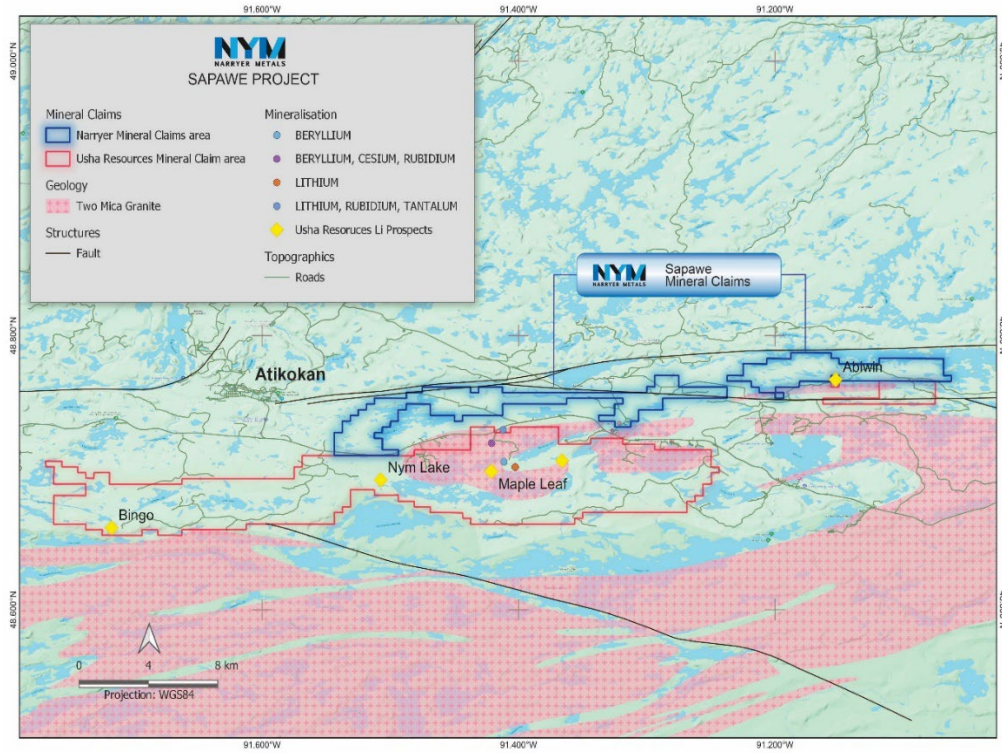 91.600°W
91.400°W
91.200°W
49.000°N
NYM
NARRYER METALS
SAPAWE PROJECT
Mineral Claims
Narryer Mineral Claims area
Usha Resources Mineral Claim area
Geology
Two Mica Granite
Structures
Fault
Mineralisation
BERYLLIUM
BERYLLIUM, CESIUM, RUBIDIUM
LITHIUM
LITHIUM, RUBIDIUM, TANTALUM
Usha Resoruces Li Prospects
Topographics
Roads
NYM
NARRYER METALS
Sapawe
Mineral Claims
48.800°N
Atikokan
Abiwin
Nym Lake
Maple Leaf
Bingo
48.600°N
0 4 8 km
Projection: WGS84
91.600°W
91.400°W
91.200°W